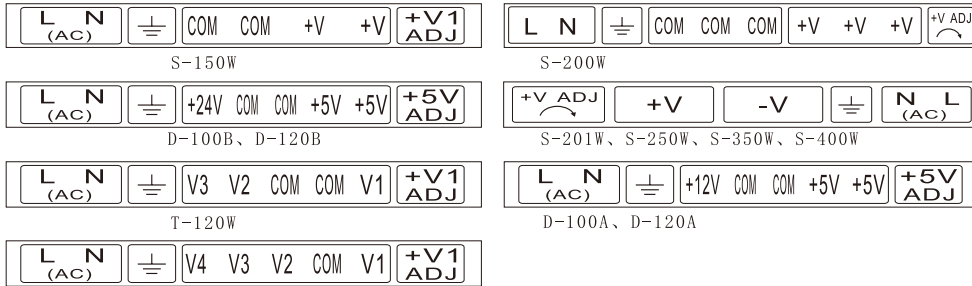 L N (AC) COM COM +V +V +V1 ADJ
S-150W
L N (AC) +24V COM COM +5V +5V +5V ADJ
D-100B、D-120B
L N (AC) V3 V2 COM COM V1 +V1 ADJ
T-120W
L N (AC) V4 V3 V2 COM V1 +V1 ADJ
L N COM COM COM +V +V +V +V ADJ
S-200W
+V ADJ +V -V N L (AC)
S-201W、S-250W、S-350W、S-400W
L N (AC) +12V COM COM +5V +5V +5V ADJ
D-100A、D-120A